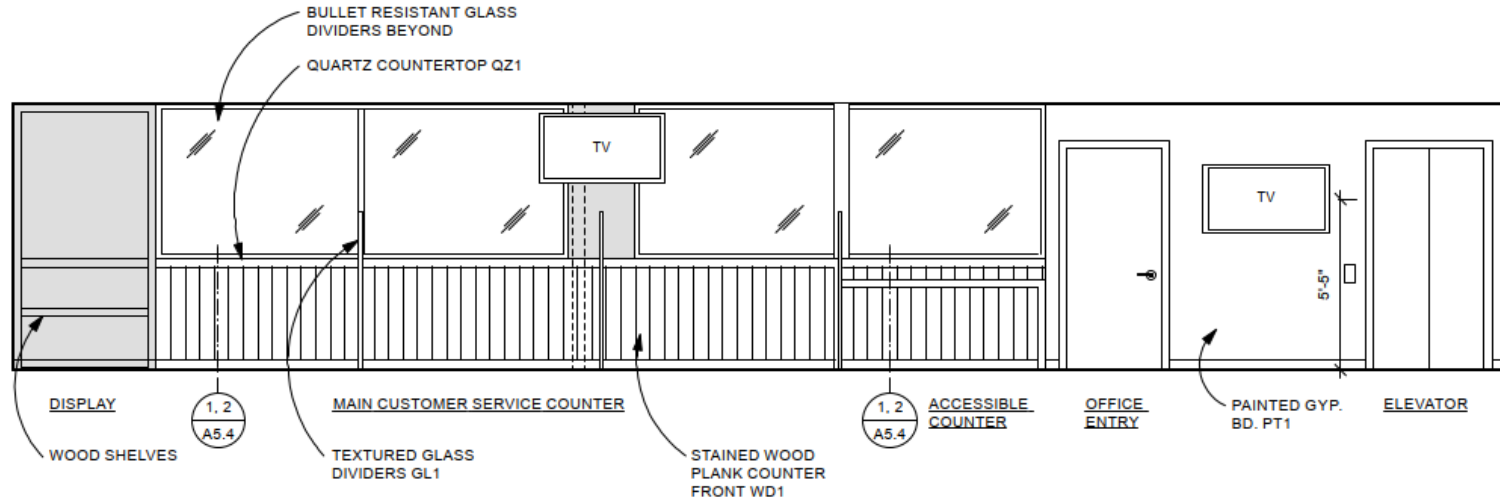 BULLET RESISTANT GLASS
DIVIDERS BEYOND
QUARTZ COUNTERTOP QZ1
TV
TV
5'-5"
DISPLAY
1, 2
A5.4
MAIN CUSTOMER SERVICE COUNTER
1, 2
A5.4
ACCESSIBLE
COUNTER
OFFICE
ENTRY
PAINTED GYP.
BD. PT1
ELEVATOR
WOOD SHELVES
TEXTURED GLASS
DIVIDERS GL1
STAINED WOOD
PLANK COUNTER
FRONT WD1